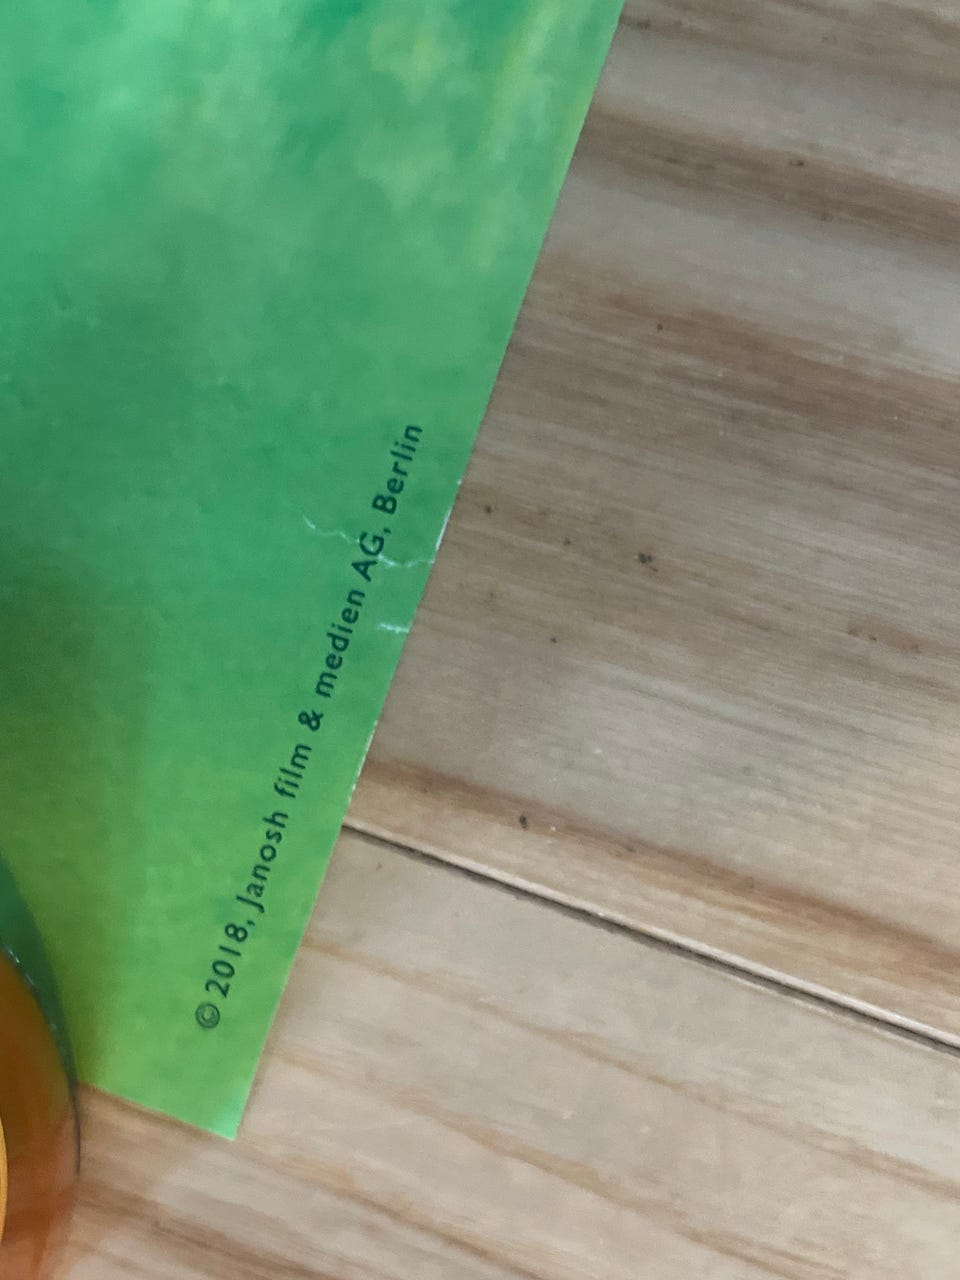 © 2018, Janosh film & medien AG, Berlin